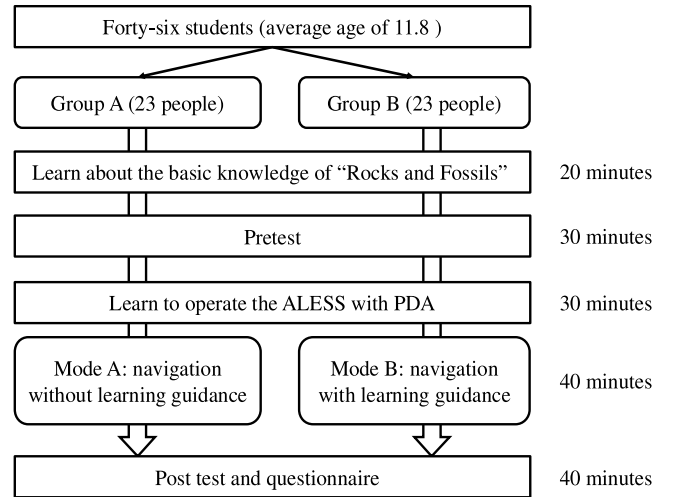 Forty-six students (average age of 11.8 )
Group A (23 people)
Group B (23 people)
Learn about the basic knowledge of “Rocks and Fossils”
20 minutes
Pretest
30 minutes
Learn to operate the ALESS with PDA
30 minutes
Mode A: navigation
without learning guidance
Mode B: navigation
with learning guidance
40 minutes
Post test and questionnaire
40 minutes